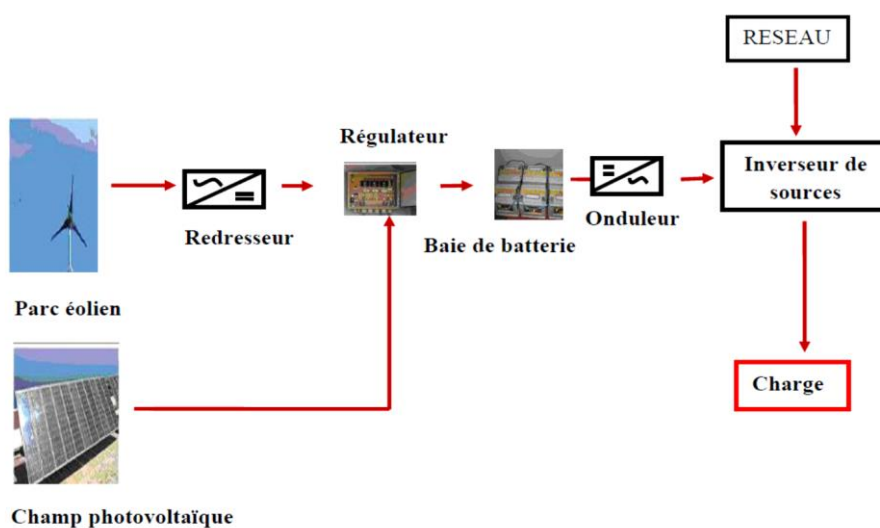 RESEAU
Régulateur
Inverseur de
sources
Redresseur
Baie de batterie
Onduleur
Parc éolien
Charge
Champ photovoltaïque